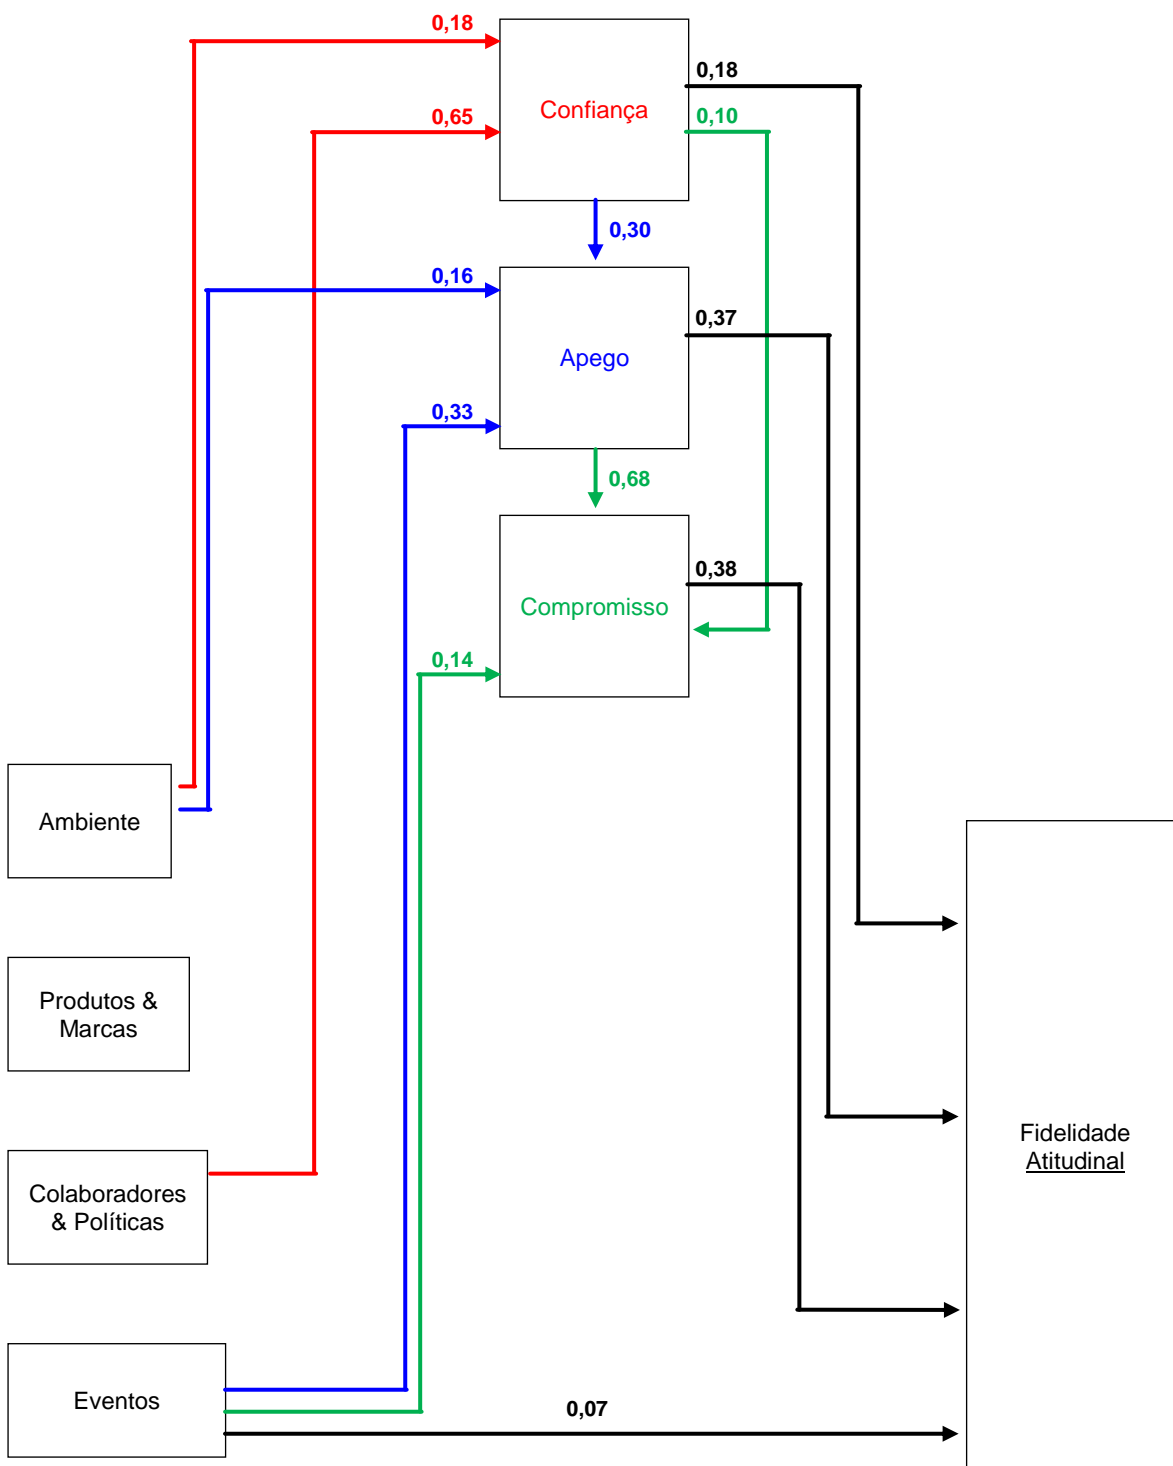 0,18
0,65
Confiança
0,18
0,10
0,30
0,16
0,33
Apego
0,37
0,68
0,38
Compromisso
0,14
Ambiente
Produtos &
Marcas
Colaboradores
& Políticas
Fidelidade
Atitudinal
Eventos
0,07